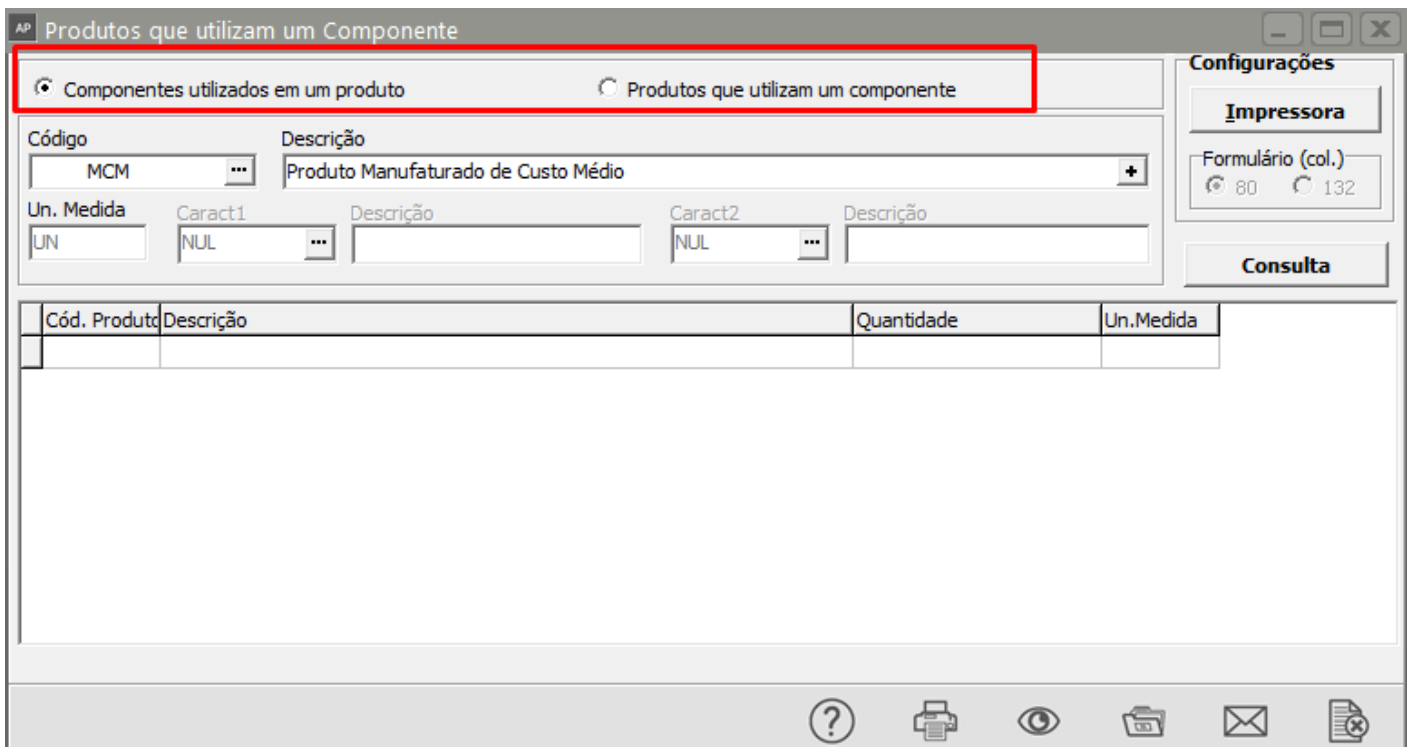 AP Produtos que utilizam um Componente
Componentes utilizados em um produto Produtos que utilizam um componente
Configurações
Impressora
Formulário (col.)
80 132
Consulta
Código Descrição
MCM ... Produto Manufaturado de Custo Médio +
Un. Medida Caract1 Descrição Caract2 Descrição
UN NUL ... NUL ...
Cód. Produto Descrição Quantidade Un.Medida
?